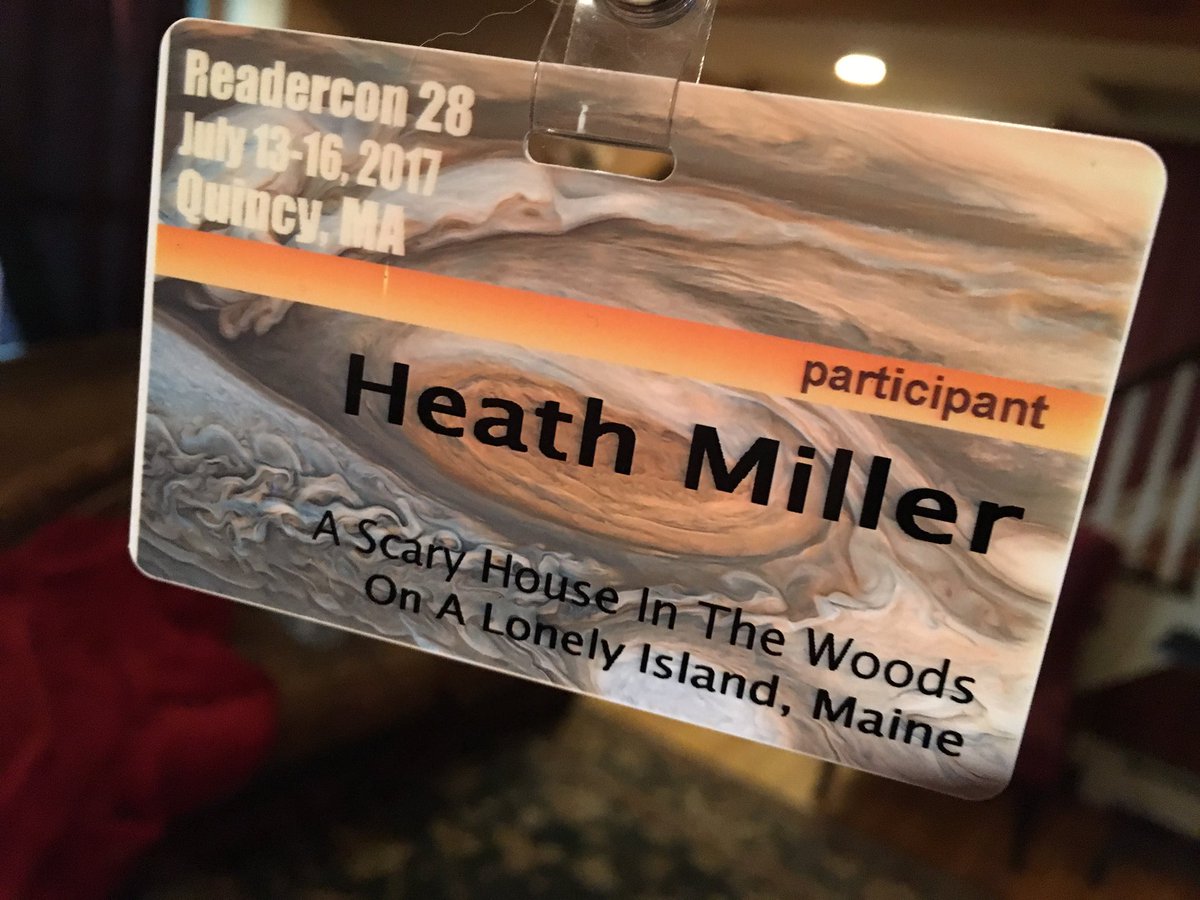 Readercon 28
July 13-16, 2017
Quincy, MA
participant
Heath Miller
A Scary House In The Woods
On A Lonely Island, Maine